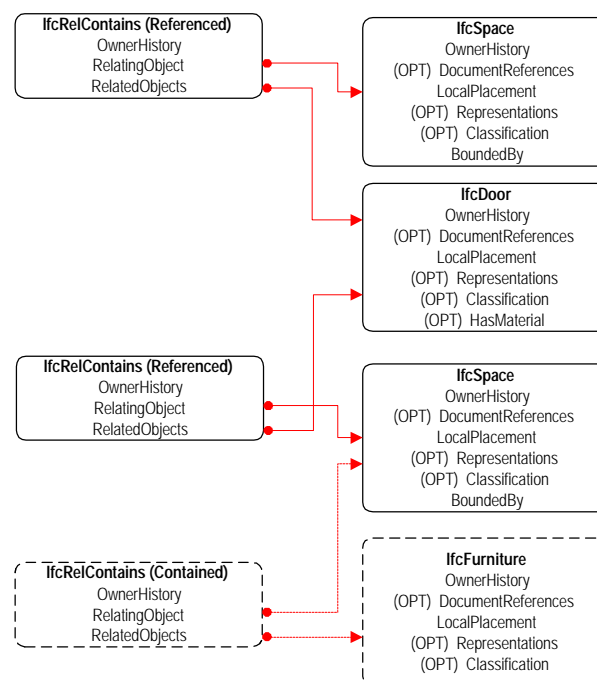 IfcRelContains (Referenced)
OwnerHistory
RelatingObject
RelatedObjects
IfcSpace
OwnerHistory
(OPT) DocumentReferences
LocalPlacement
(OPT) Representations
(OPT) Classification
BoundedBy
IfcDoor
OwnerHistory
(OPT) DocumentReferences
LocalPlacement
(OPT) Representations
(OPT) Classification
(OPT) HasMaterial
IfcRelContains (Referenced)
OwnerHistory
RelatingObject
RelatedObjects
IfcSpace
OwnerHistory
(OPT) DocumentReferences
LocalPlacement
(OPT) Representations
(OPT) Classification
BoundedBy
IfcRelContains (Contained)
OwnerHistory
RelatingObject
RelatedObjects
IfcFurniture
OwnerHistory
(OPT) DocumentReferences
LocalPlacement
(OPT) Representations
(OPT) Classification